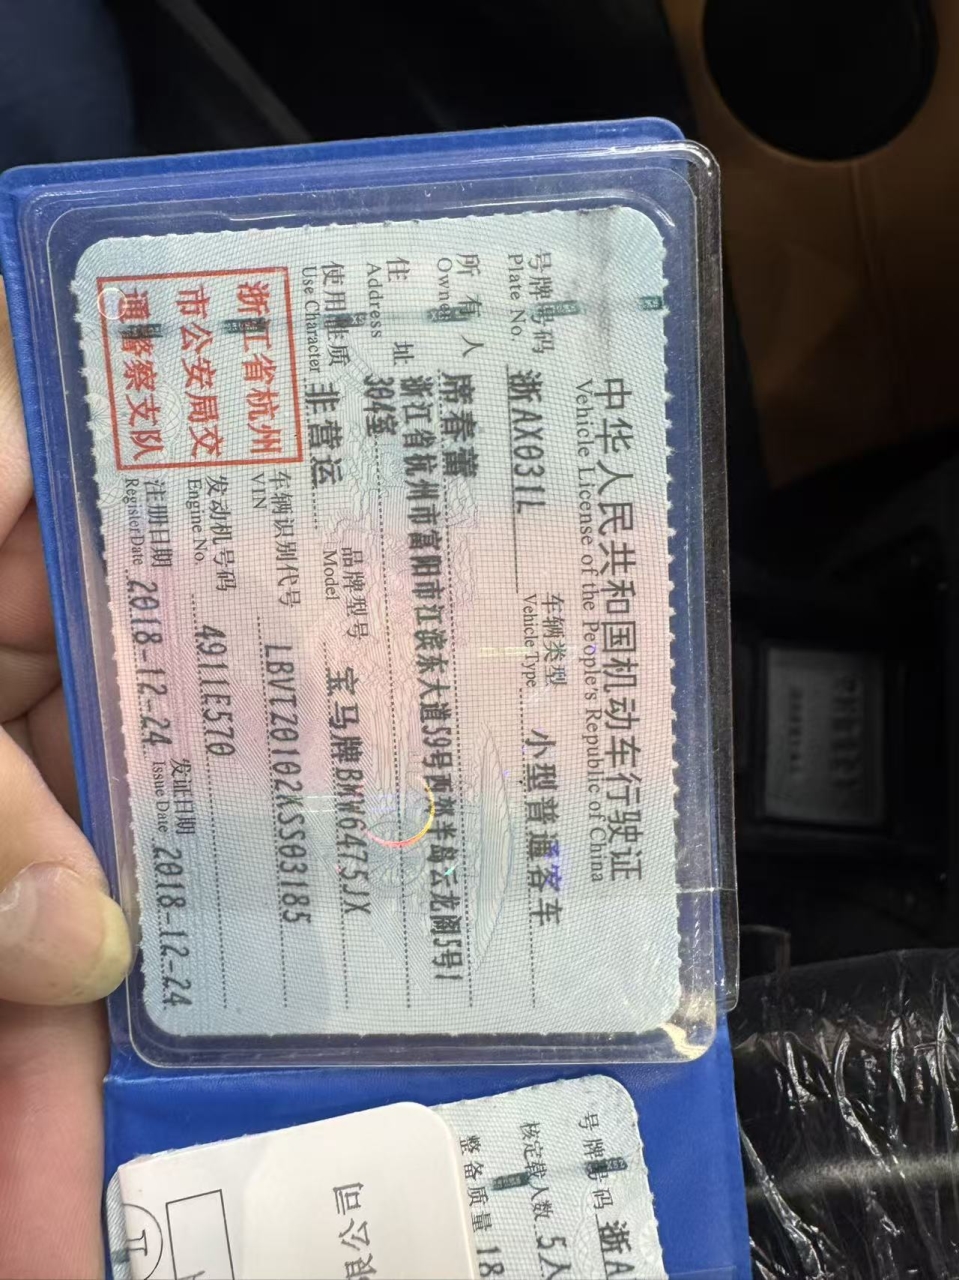 中华人民共和国机动车行驶证
Vehicle License of the People's Republic of China
号牌号码 浙AX031L 车辆类型 小型普通客车
Plate No. Vehicle Type
所有人 席春蕾
Owner
住址 浙江省杭州市富阳市江滨东大道59号西郊半岛云龙阁5号1
Address 304室
使用性质 非营运 品牌型号 宝马牌BMW6475JX
Use Character Model
浙江省杭州
市公安局交
通警察支队
车辆识别代号 LBVTZ0102KSS03185
VIN
发动机号码 4911E570
Engine No.
注册日期 2018-12-24 发证日期 2018-12-24
Register Date Issue Date
号牌号码 浙A
核定载人数 5人
整备质量 18
限公司